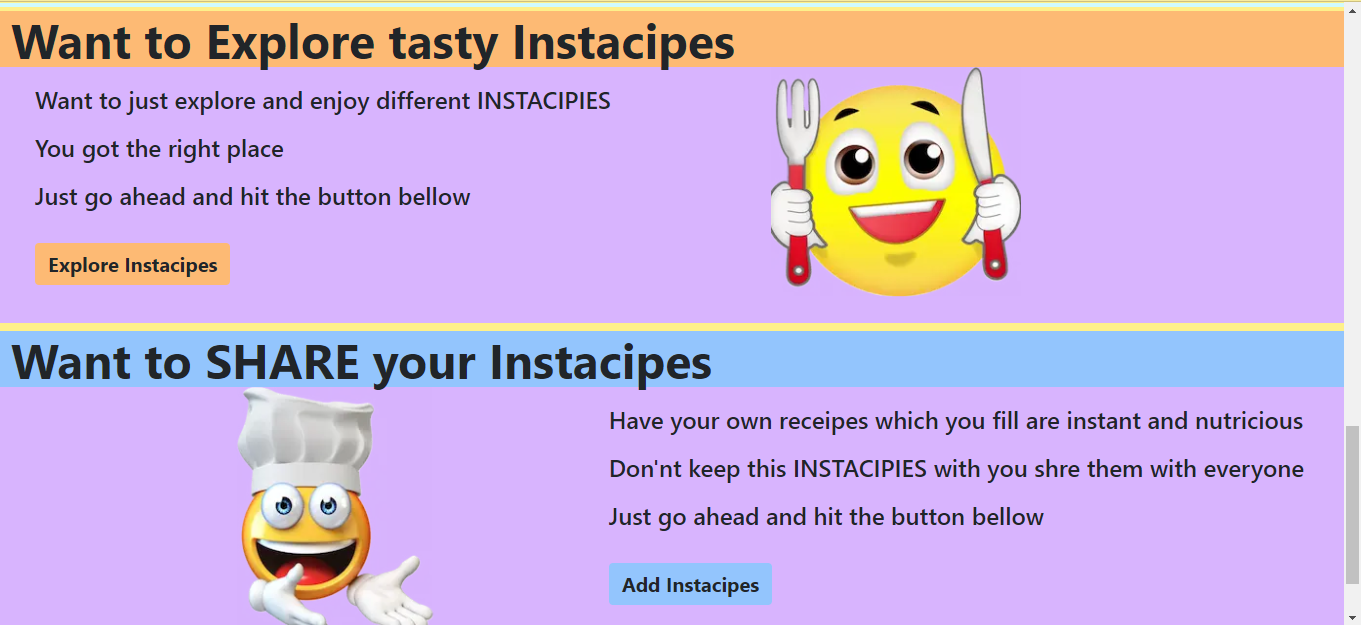 Want to Explore tasty Instacipes
Want to just explore and enjoy different INSTACIPIES
You got the right place
Just go ahead and hit the button bellow
Explore Instacipes
Want to SHARE your Instacipes
Have your own receipes which you fill are instant and nutricious
Don'nt keep this INSTACIPIES with you shre them with everyone
Just go ahead and hit the button bellow
Add Instacipes